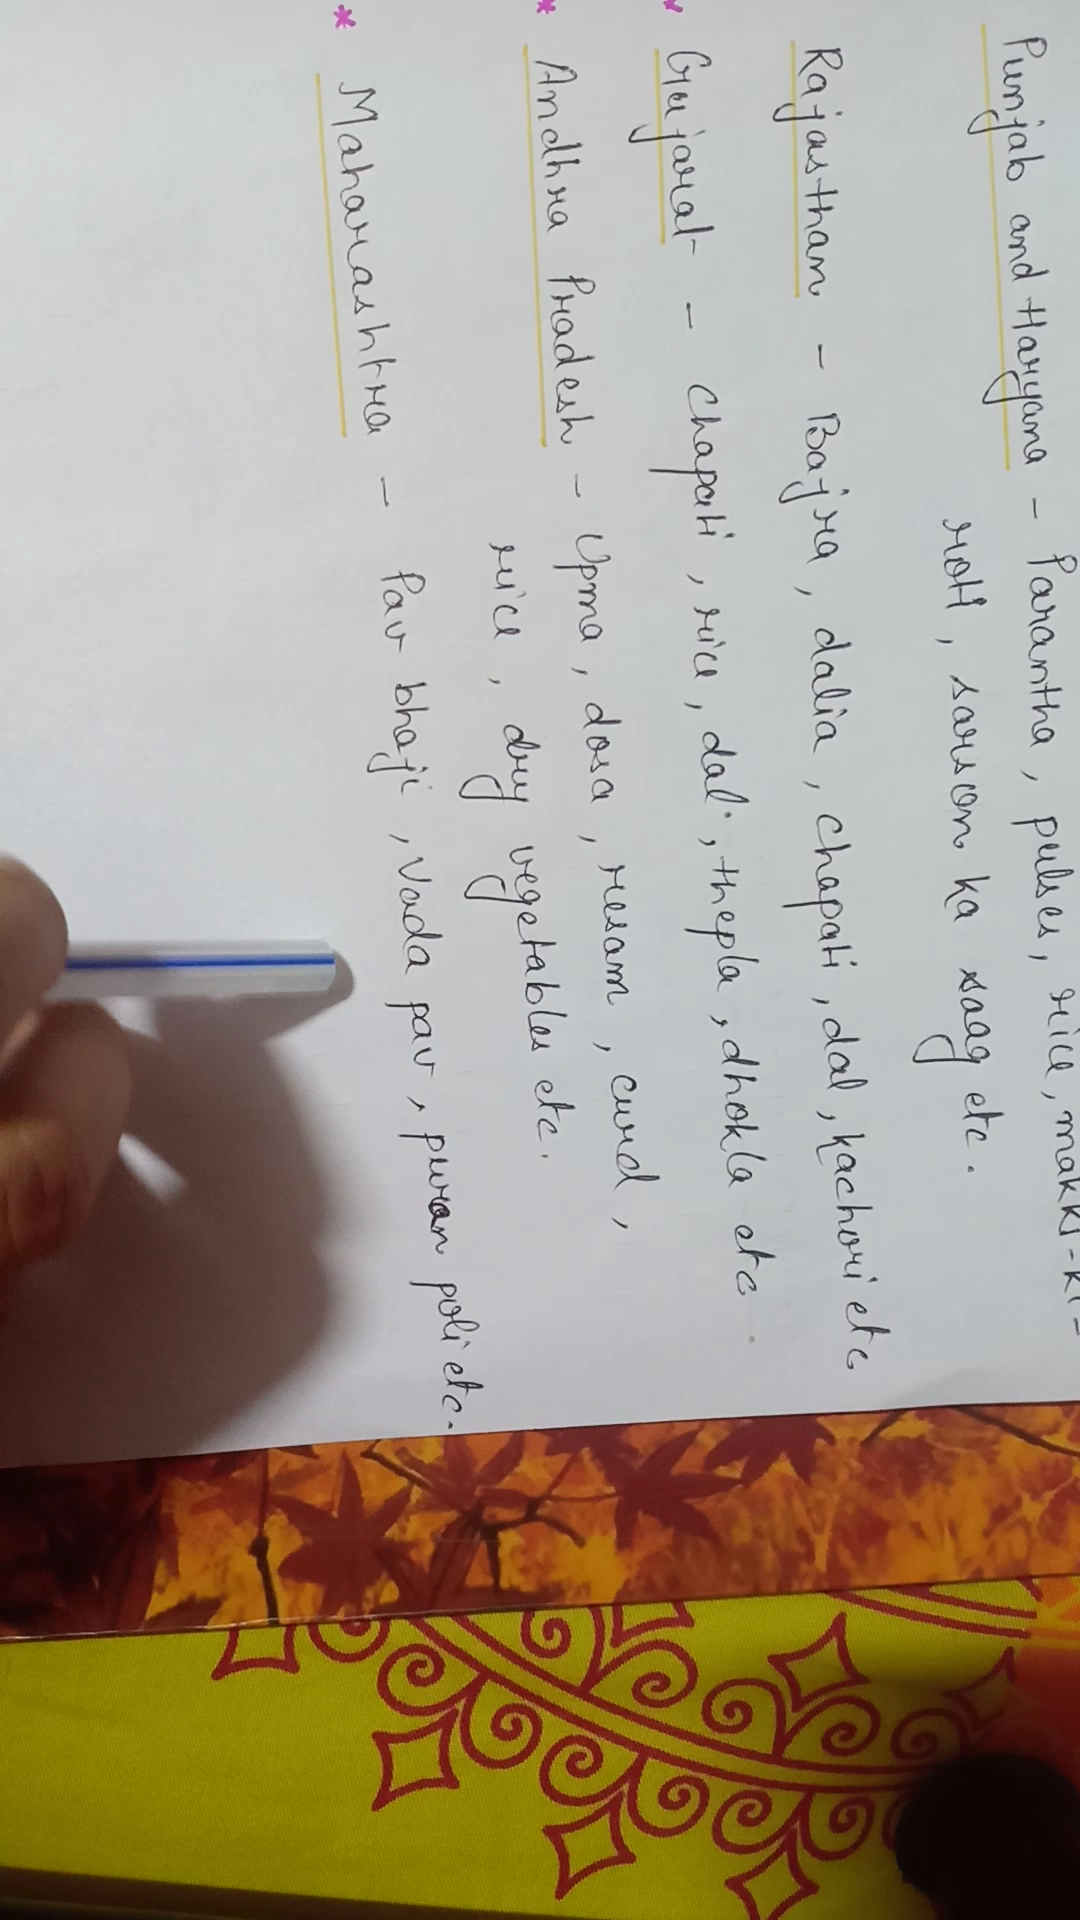 Punjab and Haryana - Parantha, pulses, rice, makki-ki-
roti, sarson ka saag etc.
Rajasthan - Bajra, dalia, chapati, dal, kachori etc
* Gujarat - chapati, rice, dal, thepla, dhokla etc
* Andhra Pradesh - Upma, dosa, resam, curd,
rice, dry vegetables etc.
* Maharashtra - Pav bhaji, Vada pav, puran poli etc.